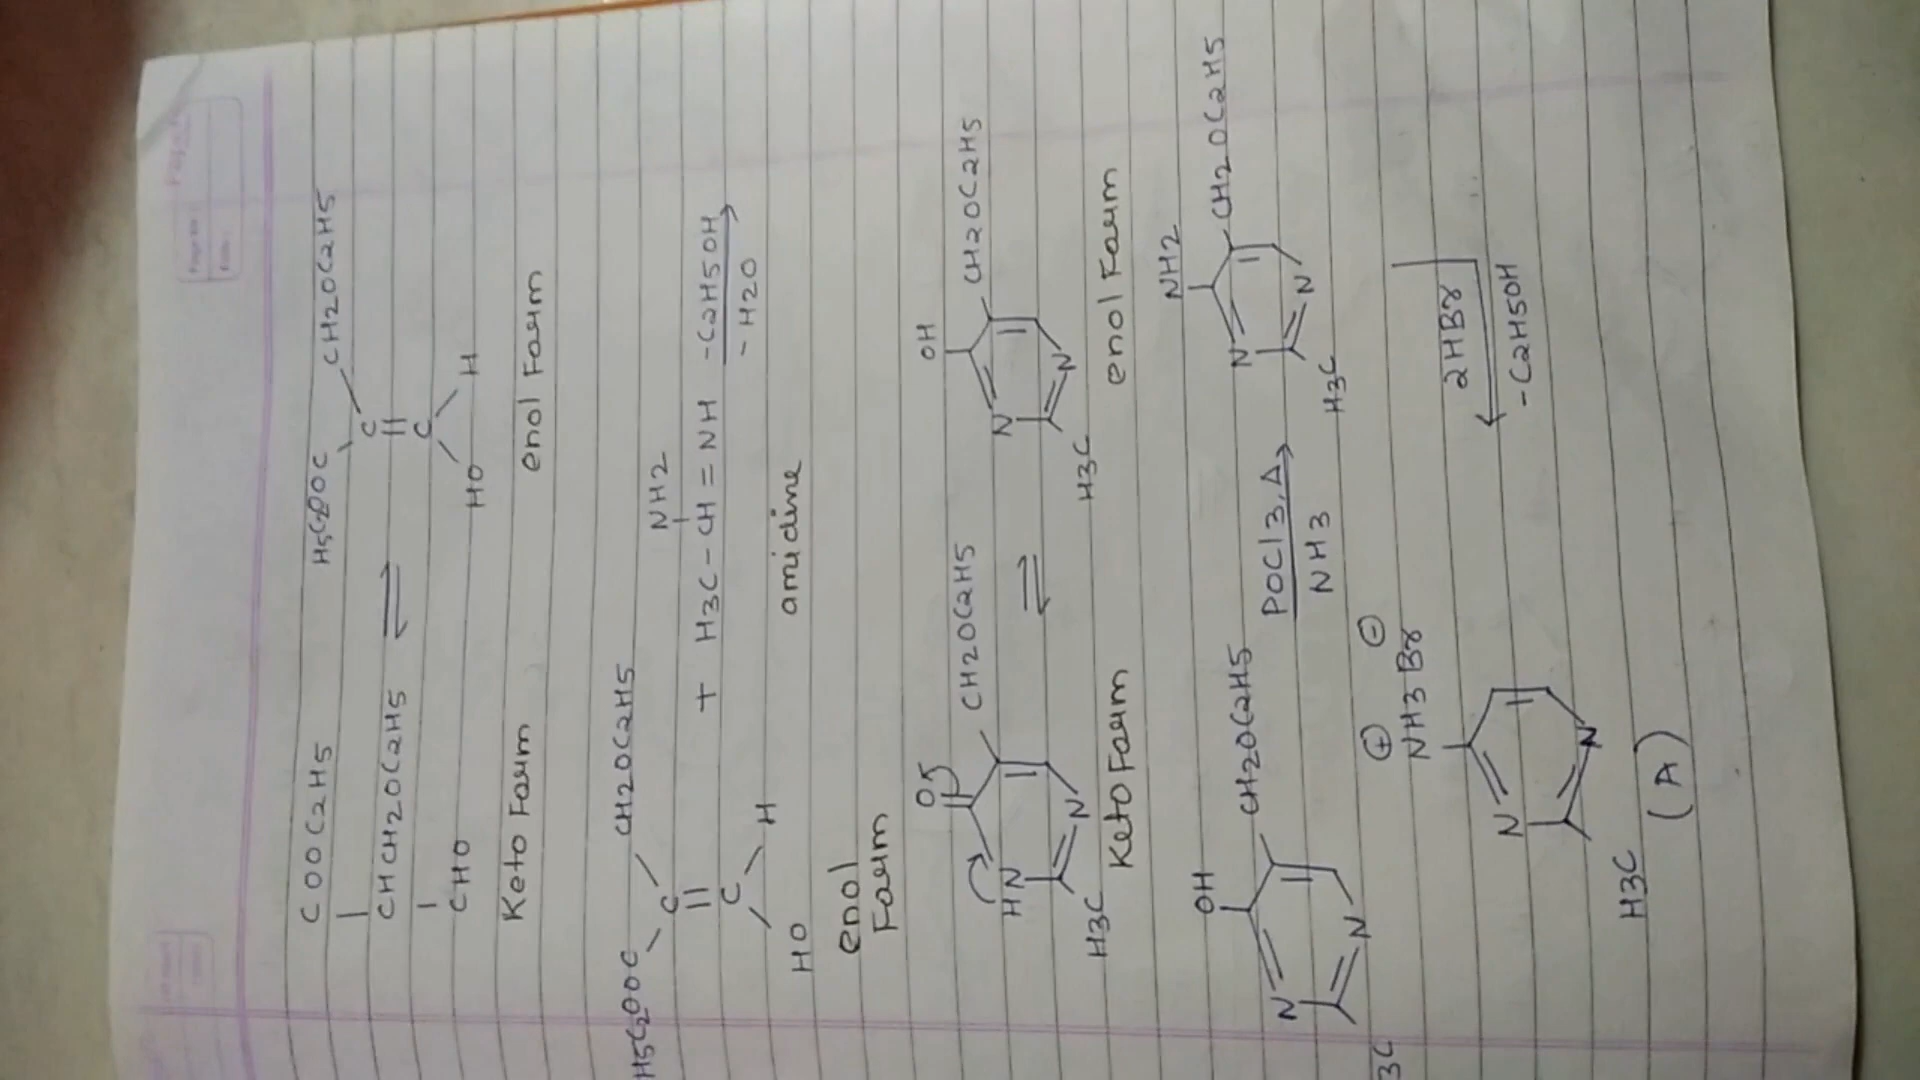 COOC2H5
H5C2OOC CH2OC2H5
CHCH2OC2H5 ⇌ C
CHO C
HO H
Keto Form enol Form
H5C2OOC CH2OC2H5 NH2
C + H3C-CH=NH -C2H5OH
C -H2O
HO H amidine
enol
Form
O CH2OC2H5 OH CH2OC2H5
HN ⇌ N
N N
H3C H3C
Keto Form enol Form
OH CH2OC2H5 NH2 CH2OC2H5
N POCl3,Δ N
N NH3 N
3C H3C
⊕ ⊖
NH3Br 2HBr
N -C2H5OH
N
H3C
(A)